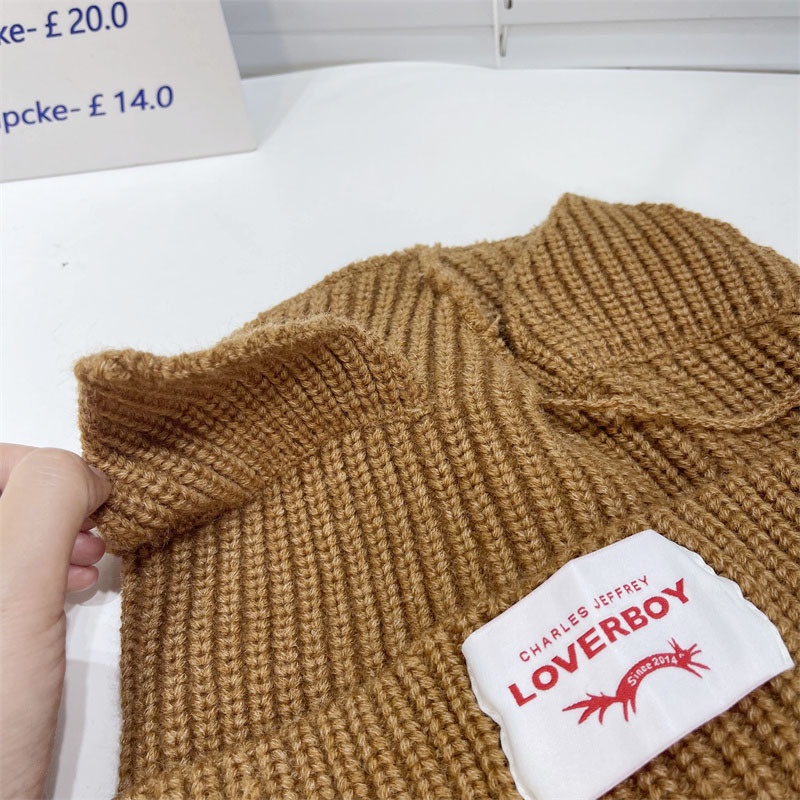 ke- £ 20.0
pcke- £ 14.0
CHARLES JEFFREY
LOVERBOY
Since 2014